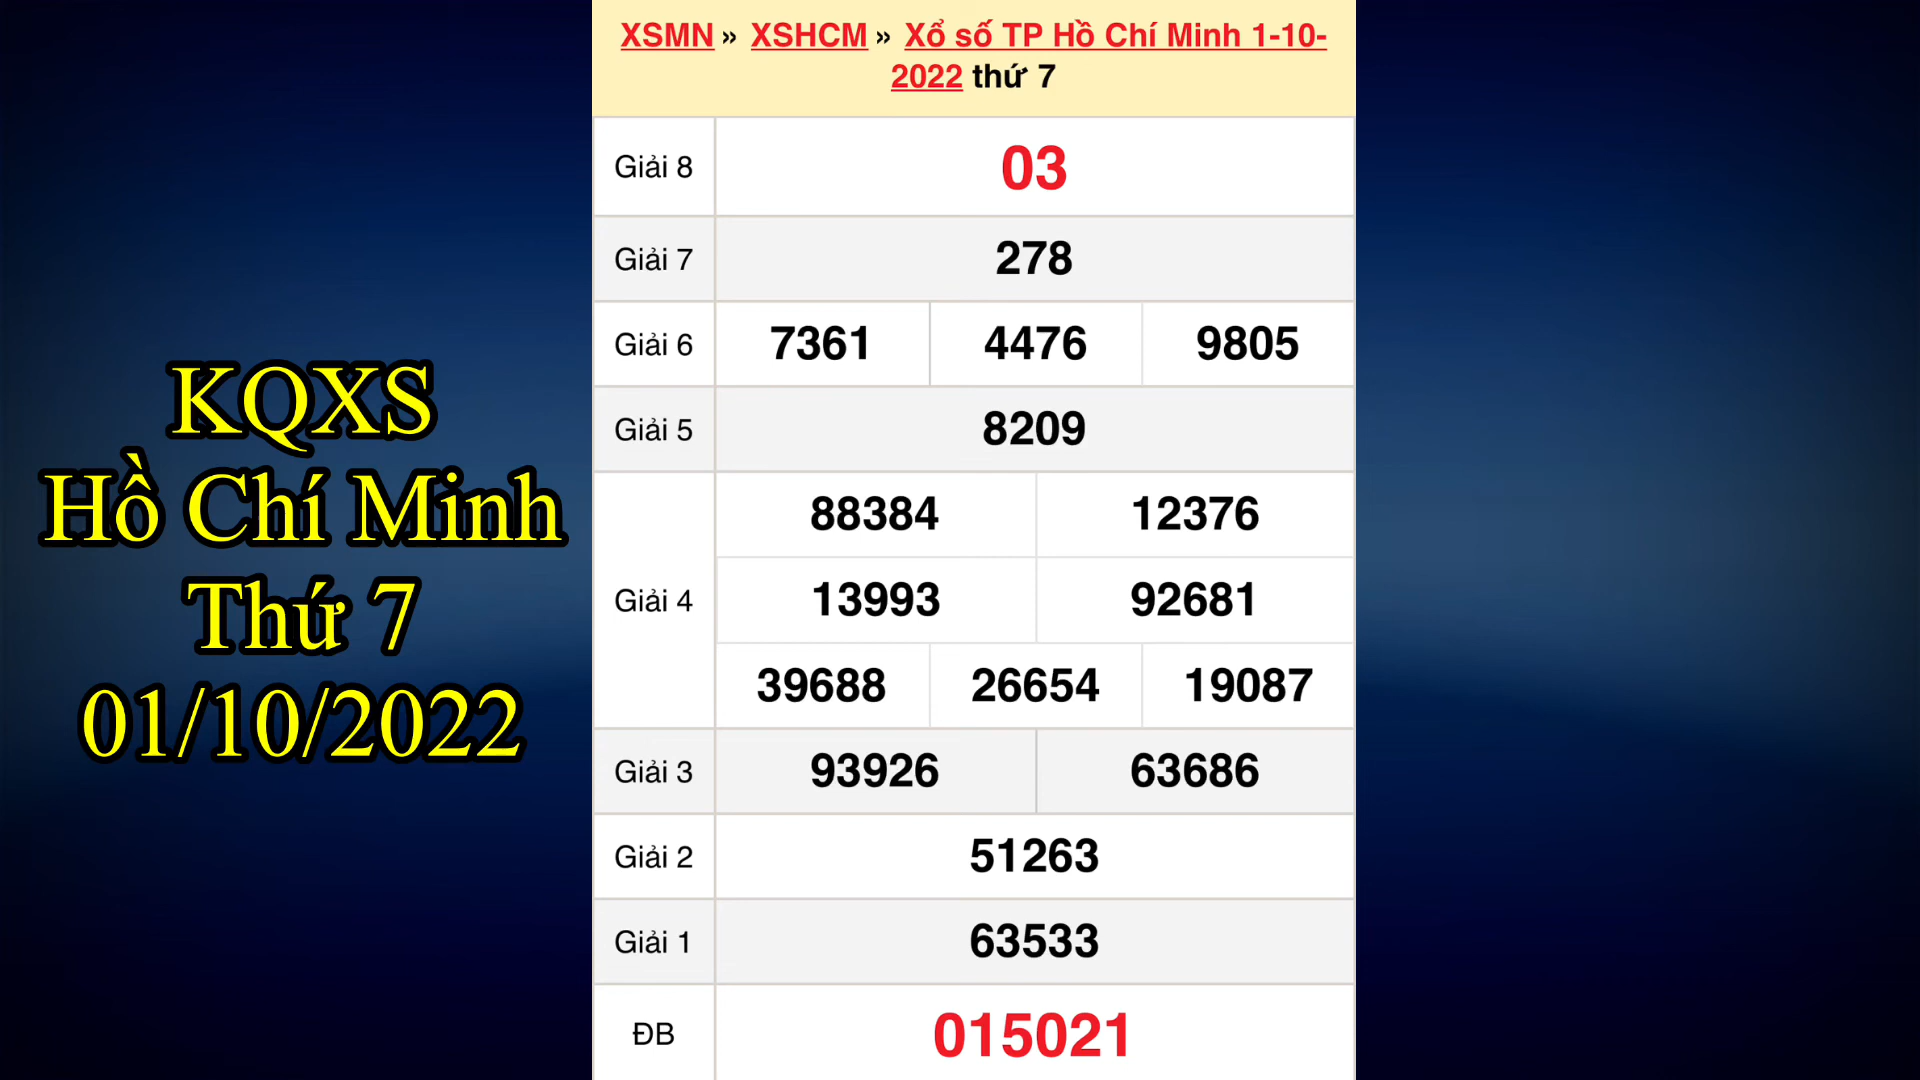 KQXS
Hồ Chí Minh
Thứ 7
01/10/2022
XSMN » XSHCM » Xổ số TP Hồ Chí Minh 1-10-
2022 thứ 7
Giải 8 03
Giải 7 278
Giải 6 7361 4476 9805
Giải 5 8209
Giải 4 88384 12376
13993 92681
39688 26654 19087
Giải 3 93926 63686
Giải 2 51263
Giải 1 63533
ĐB 015021